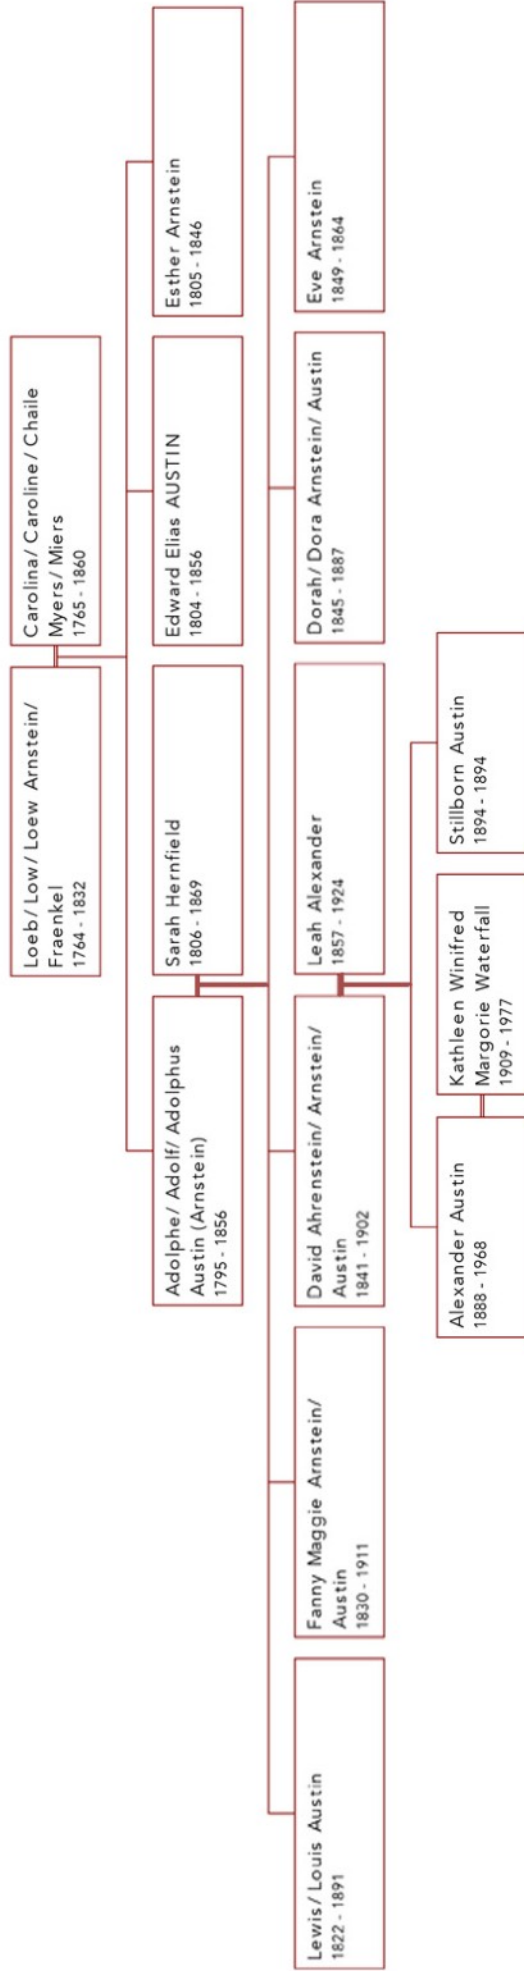 Loeb/ Low/ Loew Arnstein/
Fraenkel
1764 - 1832
Carolina/ Caroline/ Chaile
Myers/ Miers
1765 - 1860
Adolphe/ Adolf/ Adolphus
Austin (Arnstein)
1795 - 1856
Sarah Hernfield
1806 - 1869
Edward Elias AUSTIN
1804 - 1856
Esther Arnstein
1805 - 1846
Lewis/ Louis Austin
1822 - 1891
Fanny Maggie Arnstein/
Austin
1830 - 1911
David Ahrenstein/ Arnstein/
Austin
1841 - 1902
Leah Alexander
1857 - 1924
Dorah/ Dora Arnstein/ Austin
1845 - 1887
Eve Arnstein
1849 - 1864
Alexander Austin
1888 - 1968
Kathleen Winifred
Margorie Waterfall
1909 - 1977
Stillborn Austin
1894 - 1894